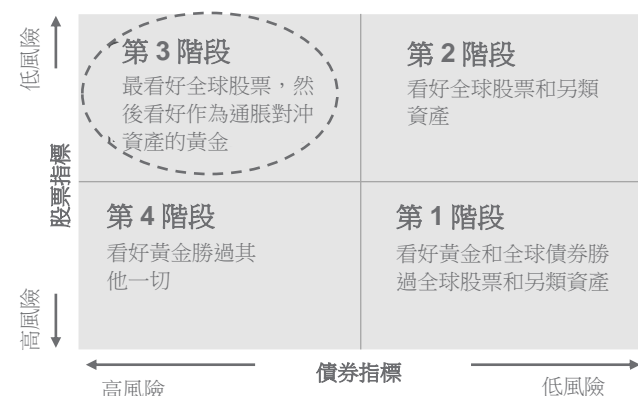 低風險
股票指標
高風險
第 3 階段
最看好全球股票，然
後看好作為通脹對沖
資產的黃金
第 2 階段
看好全球股票和另類
資產
第 4 階段
看好黃金勝過其
他一切
第 1 階段
看好黃金和全球債券勝
過全球股票和另類資產
高風險
債券指標
低風險